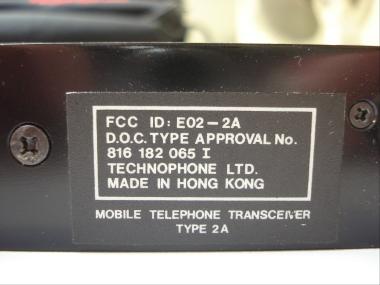 FCC ID: E02-2A
D.O.C. TYPE APPROVAL No.
816 182 065 I
TECHNOPHONE LTD.
MADE IN HONG KONG
MOBILE TELEPHONE TRANSCEIVER
TYPE 2A